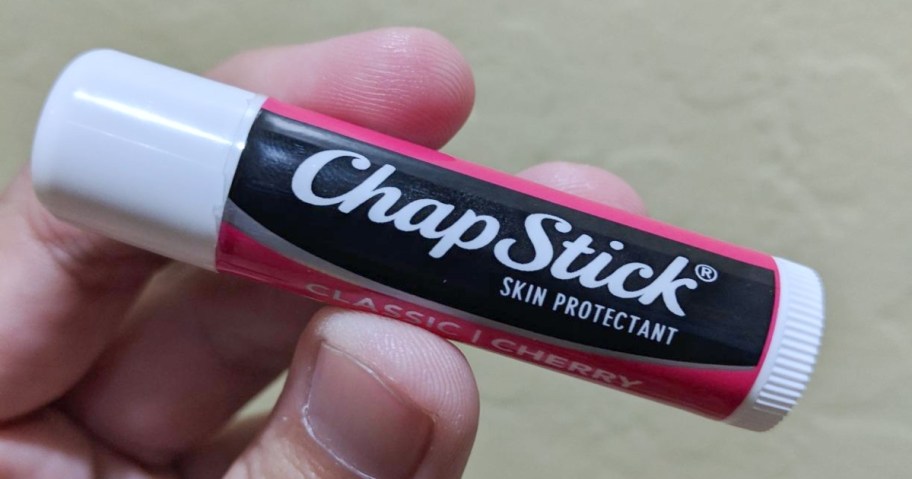 ChapStick®
SKIN PROTECTANT
CLASSIC | CHERRY